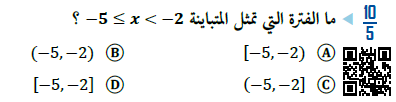 10/5 ◄ ما الفترة التي تمثل المتباينة −5 ≤ x < −2 ؟
[−5, −2) Ⓐ (−5, −2) Ⓑ
(−5, −2] Ⓒ [−5, −2] Ⓓ